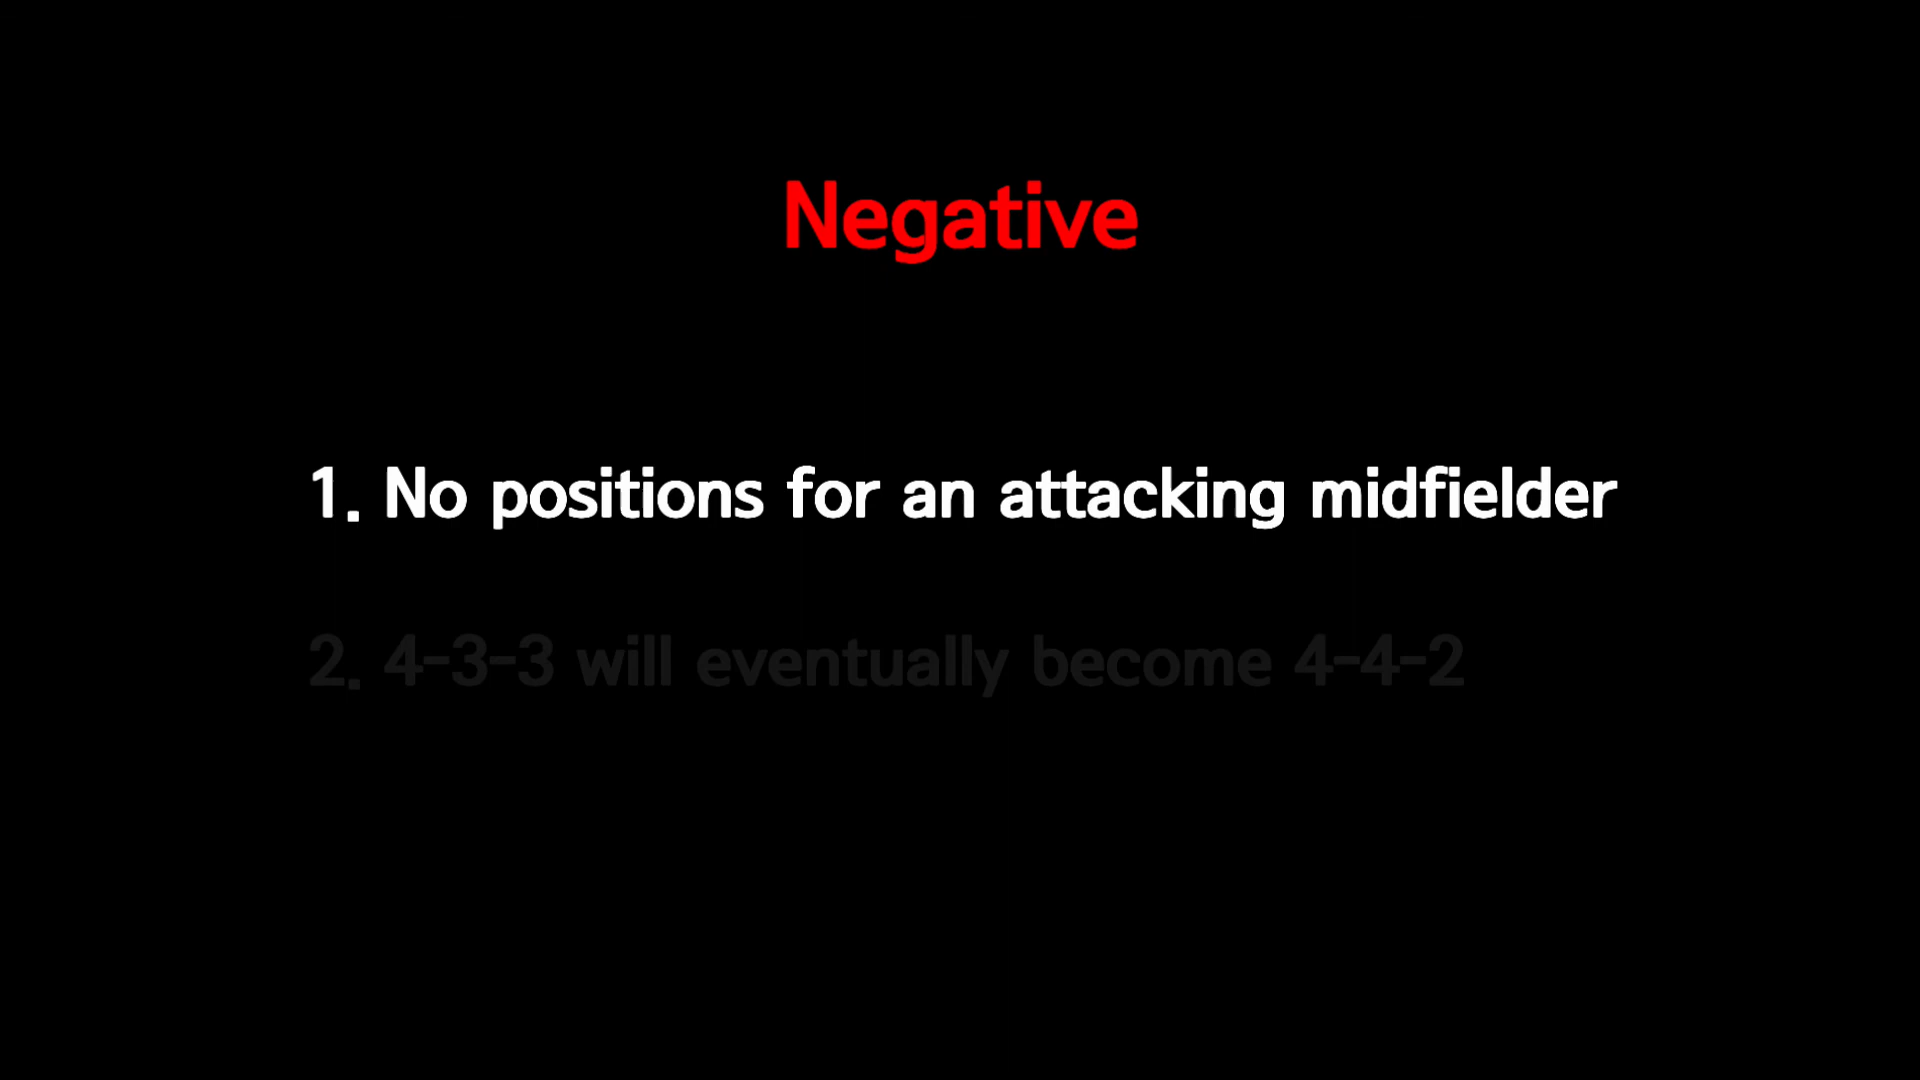 Negative
1. No positions for an attacking midfielder
2. 4-3-3 will eventually become 4-4-2